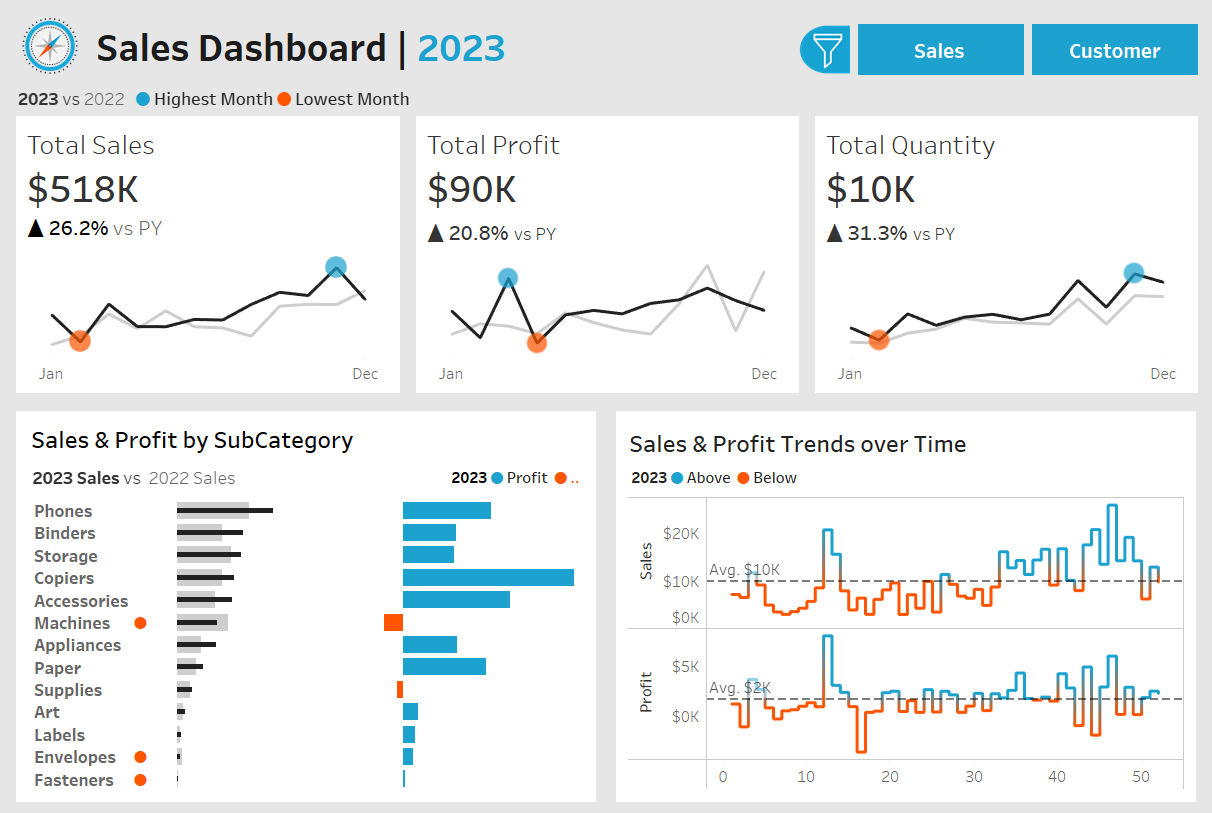 Sales Dashboard | 2023
Sales
Customer
2023 vs 2022 Highest Month Lowest Month
Total Sales
$518K
▲ 26.2% vs PY
Jan Dec
Total Profit
$90K
▲ 20.8% vs PY
Jan Dec
Total Quantity
$10K
▲ 31.3% vs PY
Jan Dec
Sales & Profit by SubCategory
2023 Sales vs 2022 Sales
2023 Profit ..
Phones
Binders
Storage
Copiers
Accessories
Machines
Appliances
Paper
Supplies
Art
Labels
Envelopes
Fasteners
Sales & Profit Trends over Time
2023 Above Below
Sales
$20K
$10K
$0K
Avg. $10K
Profit
$5K
$0K
Avg. $2K
0 10 20 30 40 50